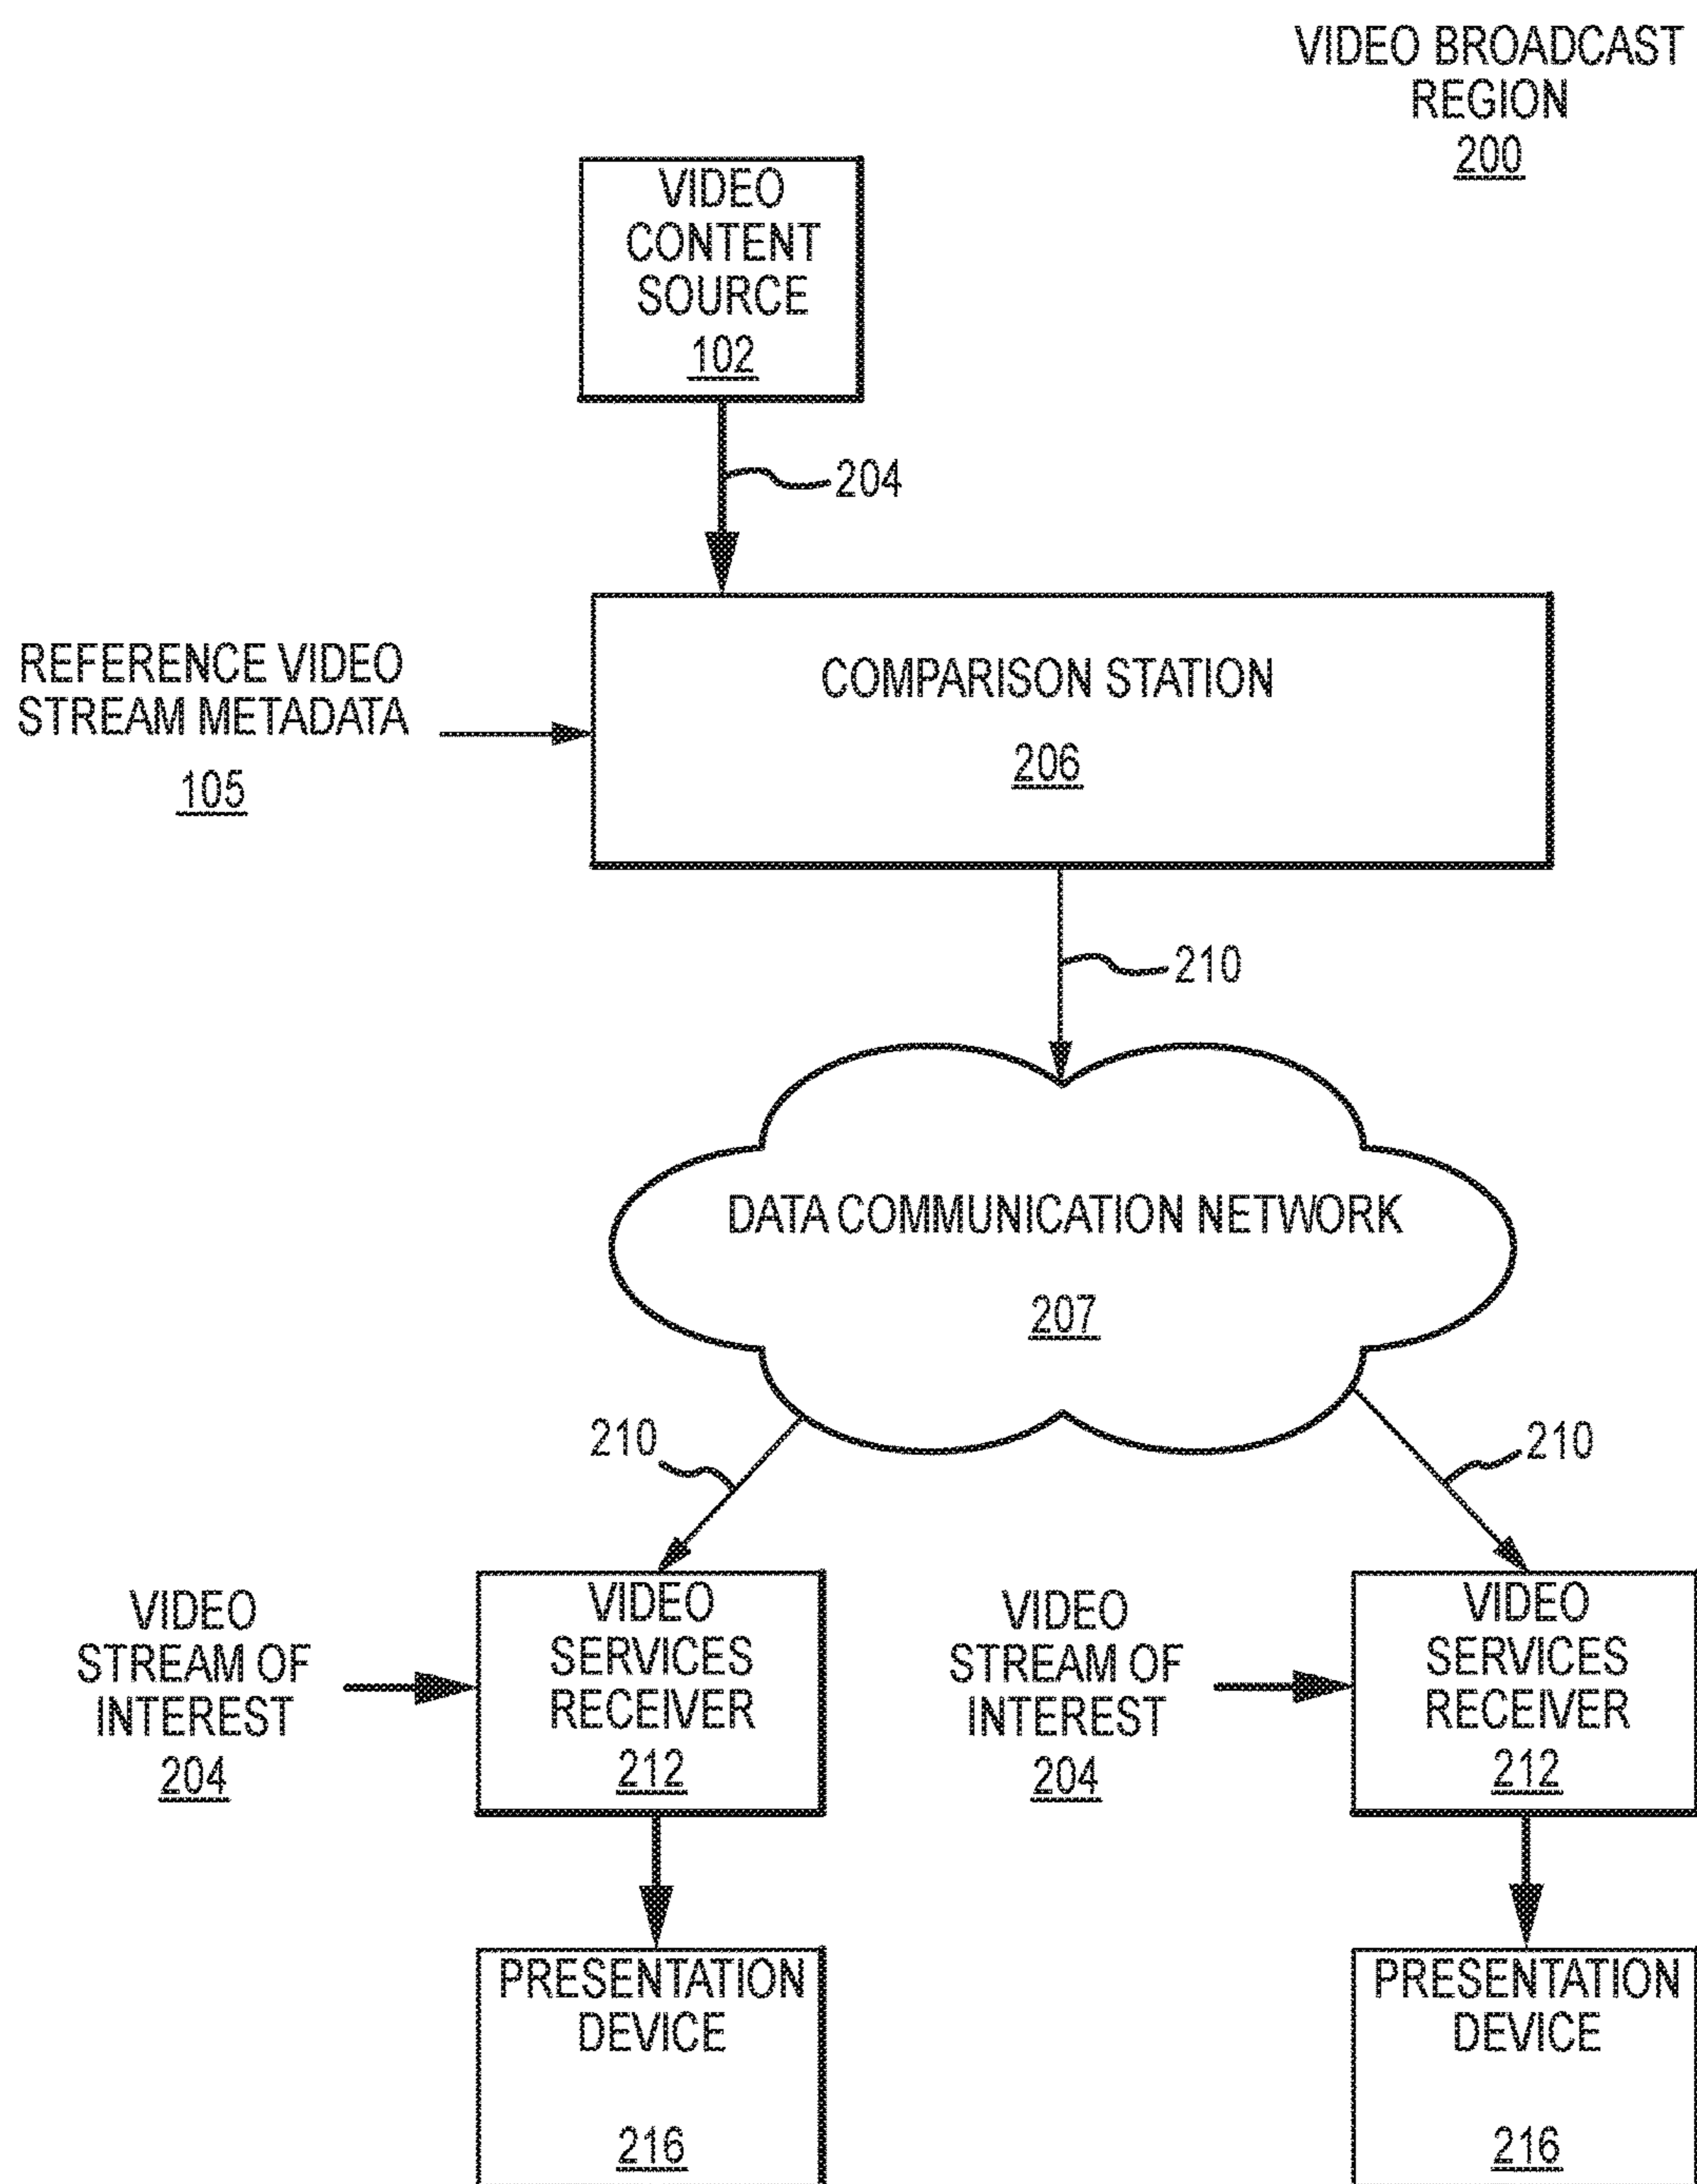 VIDEO BROADCAST
REGION
200
VIDEO
CONTENT
SOURCE
102
204
REFERENCE VIDEO
STREAM METADATA
105
COMPARISON STATION
206
210
DATA COMMUNICATION NETWORK
207
210
210
VIDEO
STREAM OF
INTEREST
204
VIDEO
SERVICES
RECEIVER
212
VIDEO
STREAM OF
INTEREST
204
VIDEO
SERVICES
RECEIVER
212
PRESENTATION
DEVICE
216
PRESENTATION
DEVICE
216